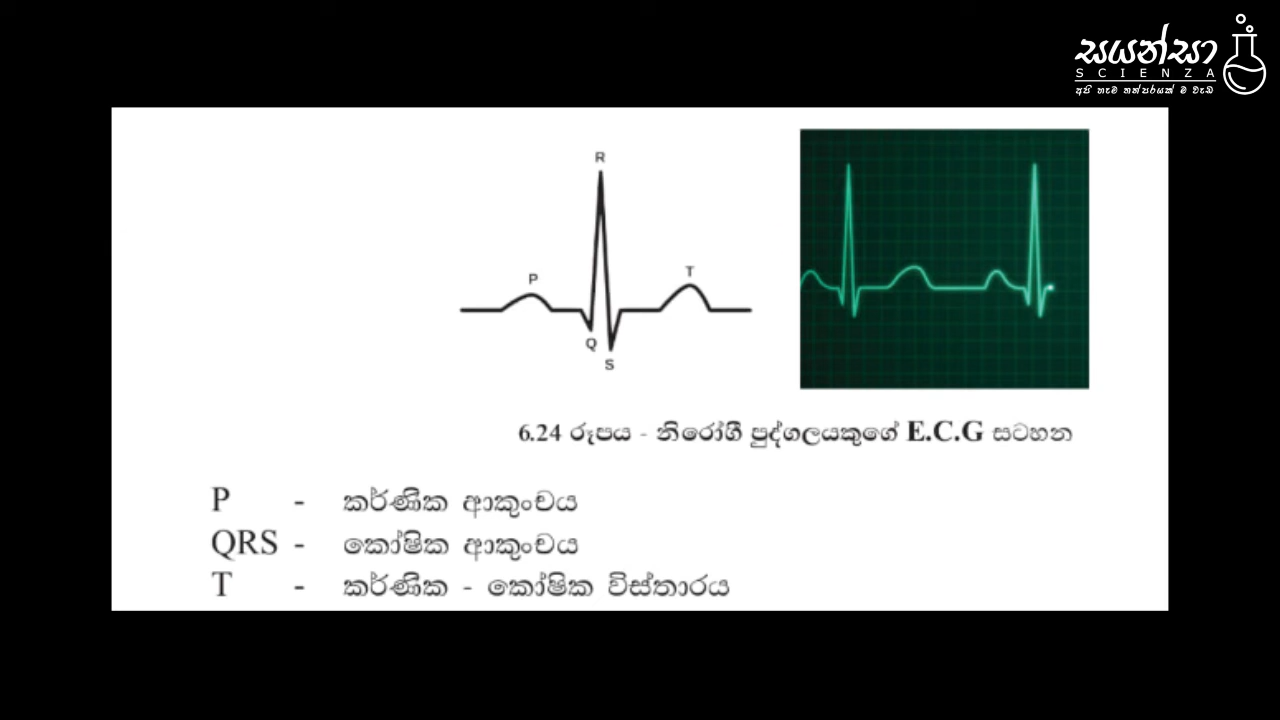 සයන්සා
SCIENZA
අපි හැම තත්පරයක් ම වැඩ
R
P
T
Q
S
6.24 රූපය - නිරෝගී පුද්ගලයකුගේ E.C.G සටහන
P - කර්ණික ආකුංචය
QRS - කෝෂික ආකුංචය
T - කර්ණික - කෝෂික විස්තාරය